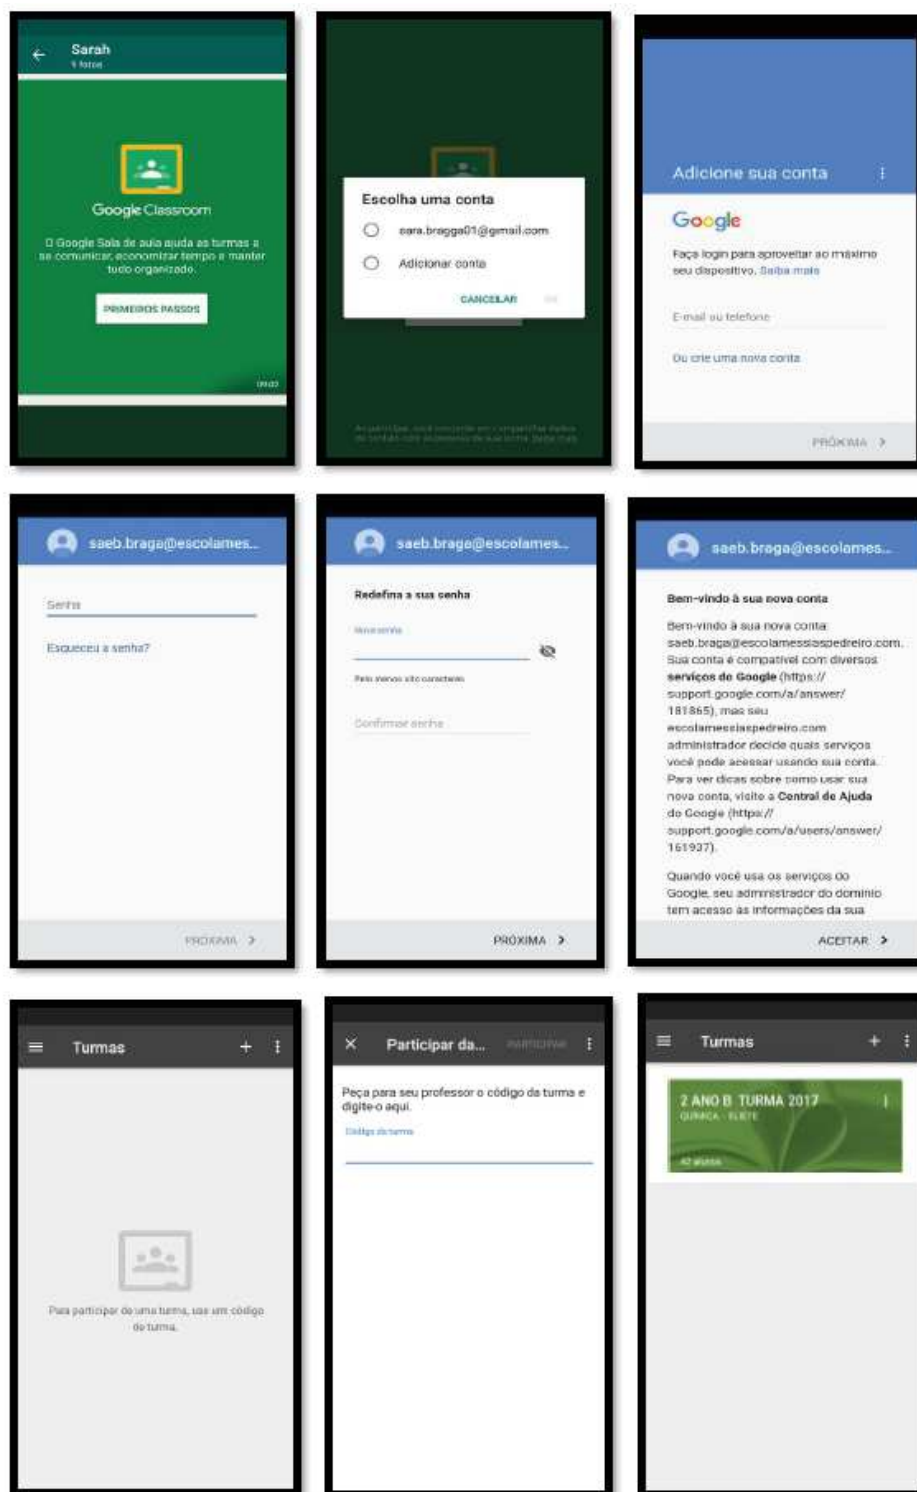 Sarah
9 fotos
Google Classroom
O Google Sala de aula ajuda as turmas a
se comunicar, economizar tempo e manter
tudo organizado.
PRIMEIROS PASSOS
Escolha uma conta
sara.bragga01@gmail.com
Adicionar conta
CANCELAR OK
Adicione sua conta
Google
Faça login para aproveitar ao máximo
seu dispositivo. Saiba mais
E-mail ou telefone
Ou crie uma nova conta
PRÓXIMA >
saeb.braga@escolames...
Senha
Esqueceu a senha?
PRÓXIMA >
saeb.braga@escolames...
Redefina a sua senha
Nova senha
Pelo menos oito caracteres
Confirmar senha
PRÓXIMA >
saeb.braga@escolames...
Bem-vindo à sua nova conta
Bem-vindo à sua nova conta:
saeb.braga@escolamessiaspedreiro.com.
Sua conta é compatível com diversos
serviços do Google (https://
support.google.com/a/answer/
181865), mas seu
escolamessiaspedreiro.com
administrador decide quais serviços
você pode acessar usando sua conta.
Para ver dicas sobre como usar sua
nova conta, visite a Central de Ajuda
do Google (https://
support.google.com/a/users/answer/
161937).
Quando você usa os serviços do
Google, seu administrador do domínio
tem acesso às informações da sua
ACEITAR >
Turmas
Para participar de uma turma, use um código
de turma.
Participar da... PARTICIPAR
Peça para seu professor o código da turma e
digite-o aqui.
Código da turma
Turmas
2 ANO B TURMA 2017
QUÍMICA - ELIETE
42 alunos